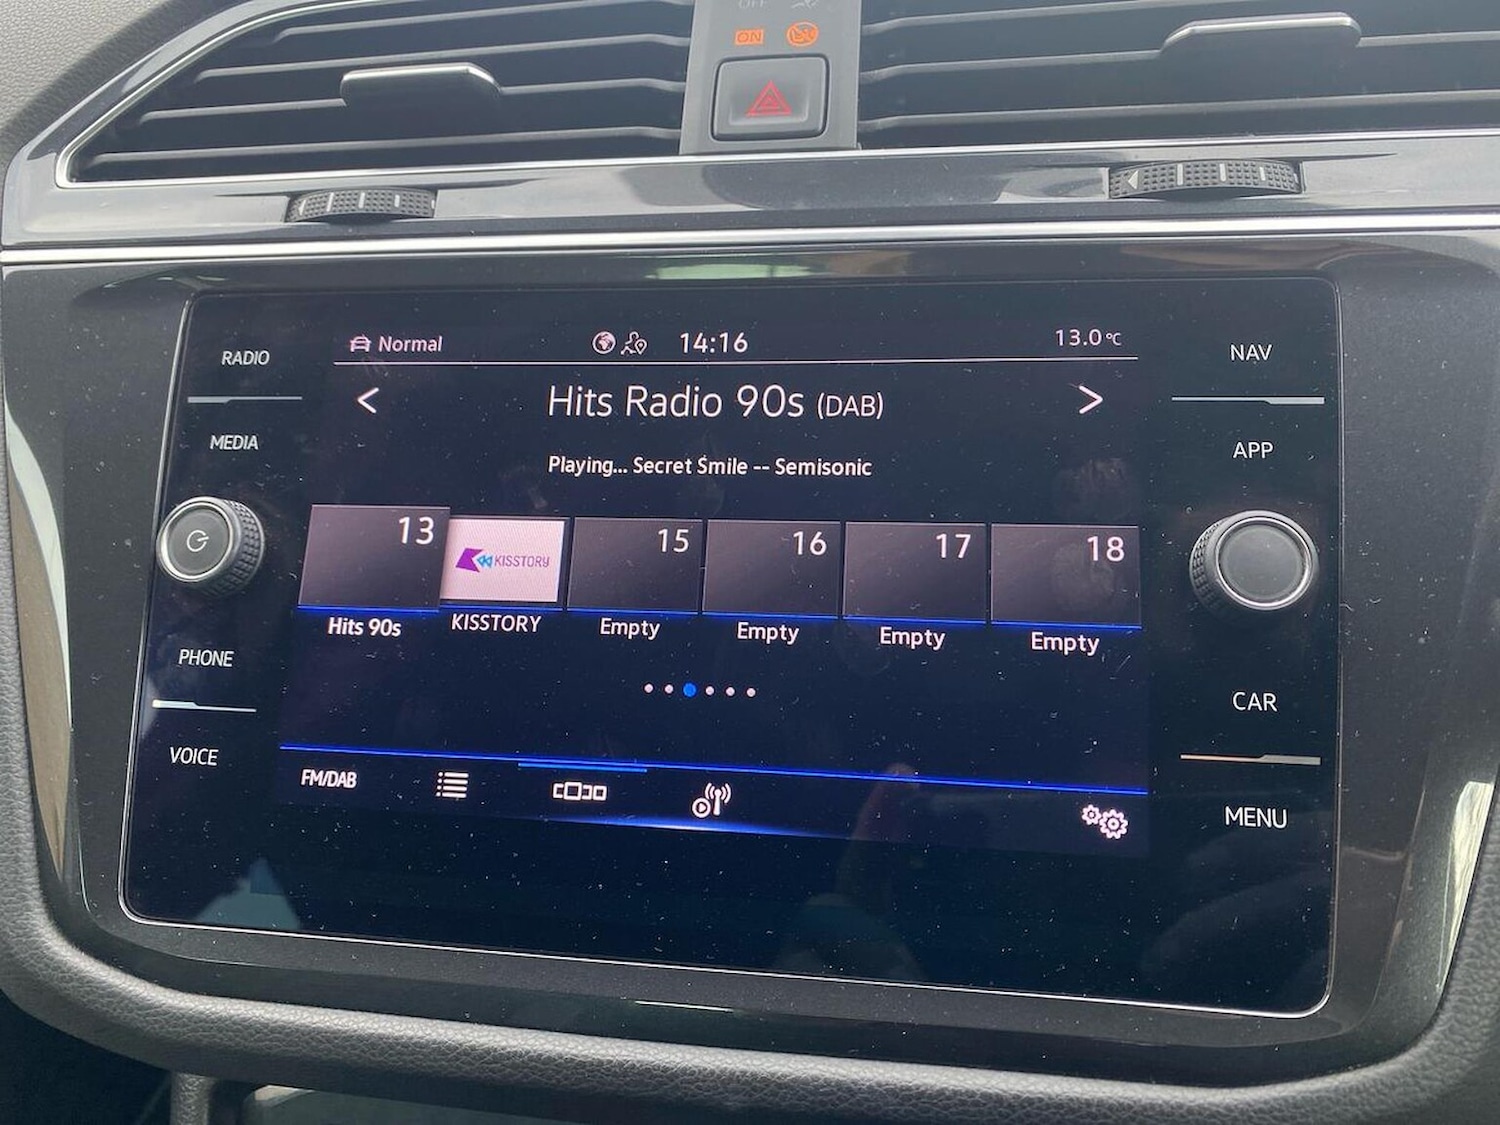 OFF
ON
RADIO
MEDIA
PHONE
VOICE
Normal
14:16
13.0 °C
< Hits Radio 90s (DAB) >
Playing... Secret Smile -- Semisonic
13
KISSTORY
15
16
17
18
Hits 90s
KISSTORY
Empty
Empty
Empty
Empty
FM/DAB
NAV
APP
CAR
MENU